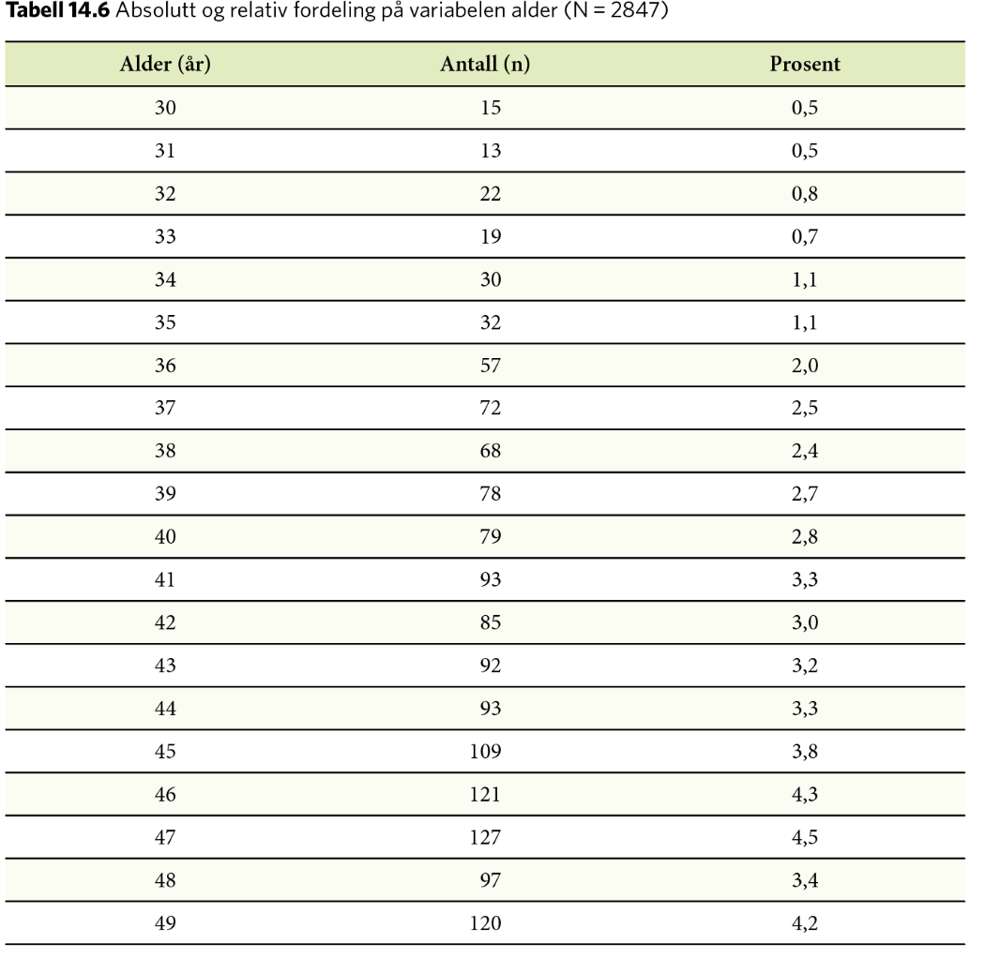 Tabell 14.6 Absolutt og relativ fordeling på variabelen alder (N = 2847)
Alder (år) Antall (n) Prosent
30 15 0,5
31 13 0,5
32 22 0,8
33 19 0,7
34 30 1,1
35 32 1,1
36 57 2,0
37 72 2,5
38 68 2,4
39 78 2,7
40 79 2,8
41 93 3,3
42 85 3,0
43 92 3,2
44 93 3,3
45 109 3,8
46 121 4,3
47 127 4,5
48 97 3,4
49 120 4,2